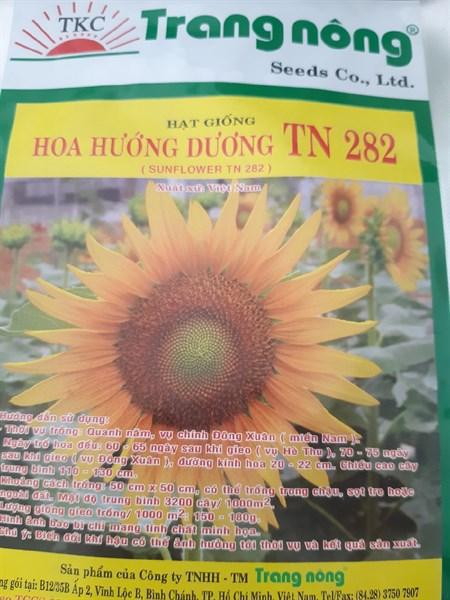 TKC
Trang nông®
Seeds Co., Ltd.
HẠT GIỐNG
HOA HƯỚNG DƯƠNG TN 282
( SUNFLOWER TN 282 )
Xuất xứ: Việt Nam
Hướng dẫn sử dụng:
* Thời vụ trồng: Quanh năm, vụ chính Đông Xuân ( miền Nam ).
Ngày trổ hoa đều: 60 - 65 ngày sau khi gieo ( vụ Hè Thu ), 70 - 75 ngày
sau khi gieo ( vụ Đông Xuân ), đường kính hoa 20 - 22 cm. Chiều cao cây
trung bình 110 - 130 cm.
Khoảng cách trồng: 50 cm x 50 cm, có thể trồng trong chậu, sọt tre hoặc
ngoài đất. Mật độ trung bình 3200 cây/ 1000m².
Lượng giống gieo trồng/ 1000 m²: 150 - 160g.
Hình ảnh bao bì chỉ mang tính chất minh họa.
Chú ý: Biến đổi khí hậu có thể ảnh hưởng tới thời vụ và kết quả sản xuất.
Sản phẩm của Công ty TNHH - TM Trang nông®
ng gói tại: B12/35B Ấp 2, Vĩnh Lộc B, Bình Chánh, TP. Hồ Chí Minh, Việt Nam, Tel/Fax: (84.28) 3750 7907